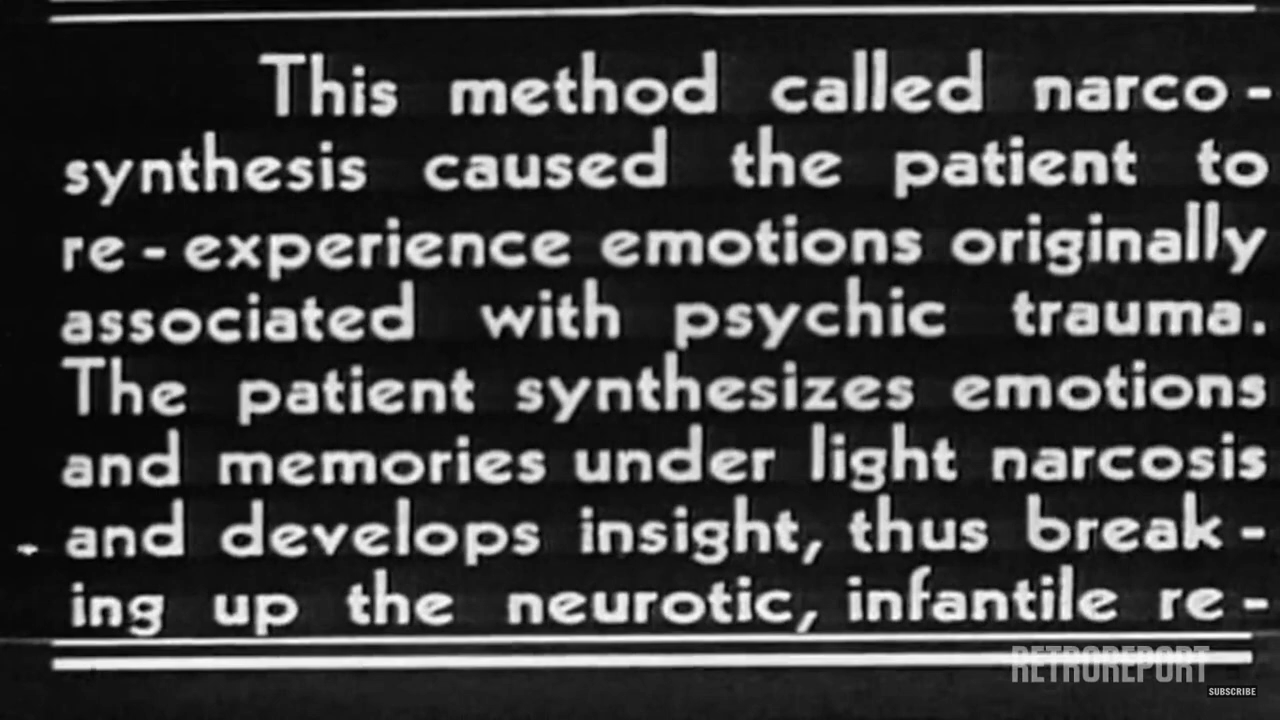 This method called narco -
synthesis caused the patient to
re - experience emotions originally
associated with psychic trauma.
The patient synthesizes emotions
and memories under light narcosis
and develops insight, thus break -
ing up the neurotic, infantile re -
RETROREPORT
SUBSCRIBE